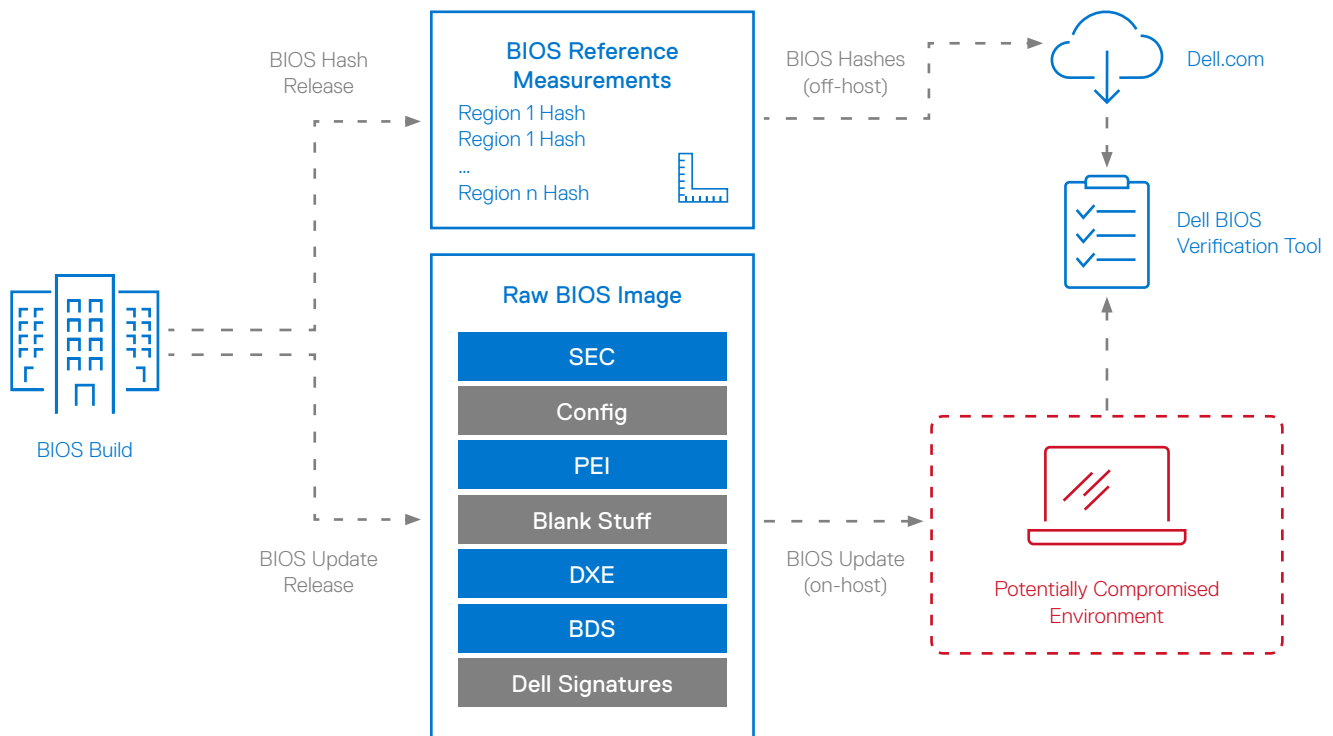 BIOS Hash
Release
BIOS Reference
Measurements
Region 1 Hash
Region 1 Hash
...
Region n Hash
BIOS Hashes
(off-host)
Dell.com
Dell BIOS
Verification Tool
BIOS Build
BIOS Update
Release
Raw BIOS Image
SEC
Config
PEI
Blank Stuff
DXE
BDS
Dell Signatures
BIOS Update
(on-host)
Potentially Compromised
Environment